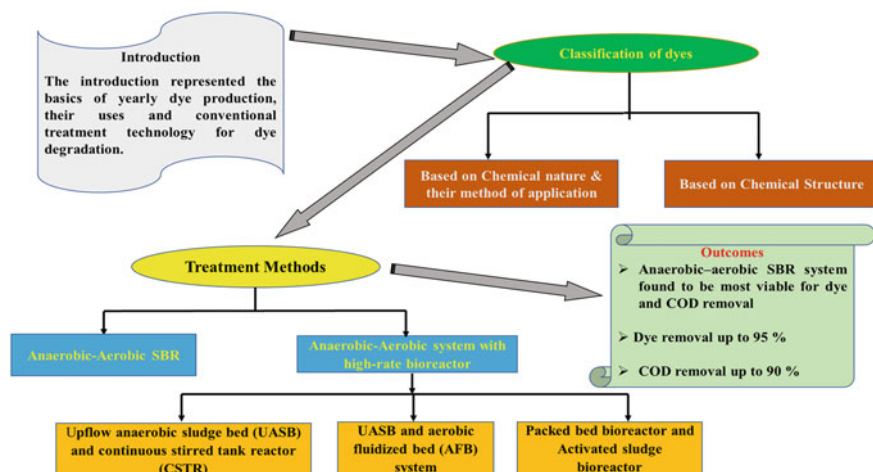 Introduction
The introduction represented the
basics of yearly dye production,
their uses and conventional
treatment technology for dye
degradation.
Classification of dyes
Based on Chemical nature &
their method of application
Based on Chemical Structure
Treatment Methods
Outcomes
➤ Anaerobic–aerobic SBR system
found to be most viable for dye
and COD removal
➤ Dye removal up to 95 %
➤ COD removal up to 90 %
Anaerobic-Aerobic SBR
Anaerobic-Aerobic system with
high-rate bioreactor
Upflow anaerobic sludge bed (UASB)
and continuous stirred tank reactor
(CSTR)
UASB and aerobic
fluidized bed (AFB)
system
Packed bed bioreactor and
Activated sludge
bioreactor